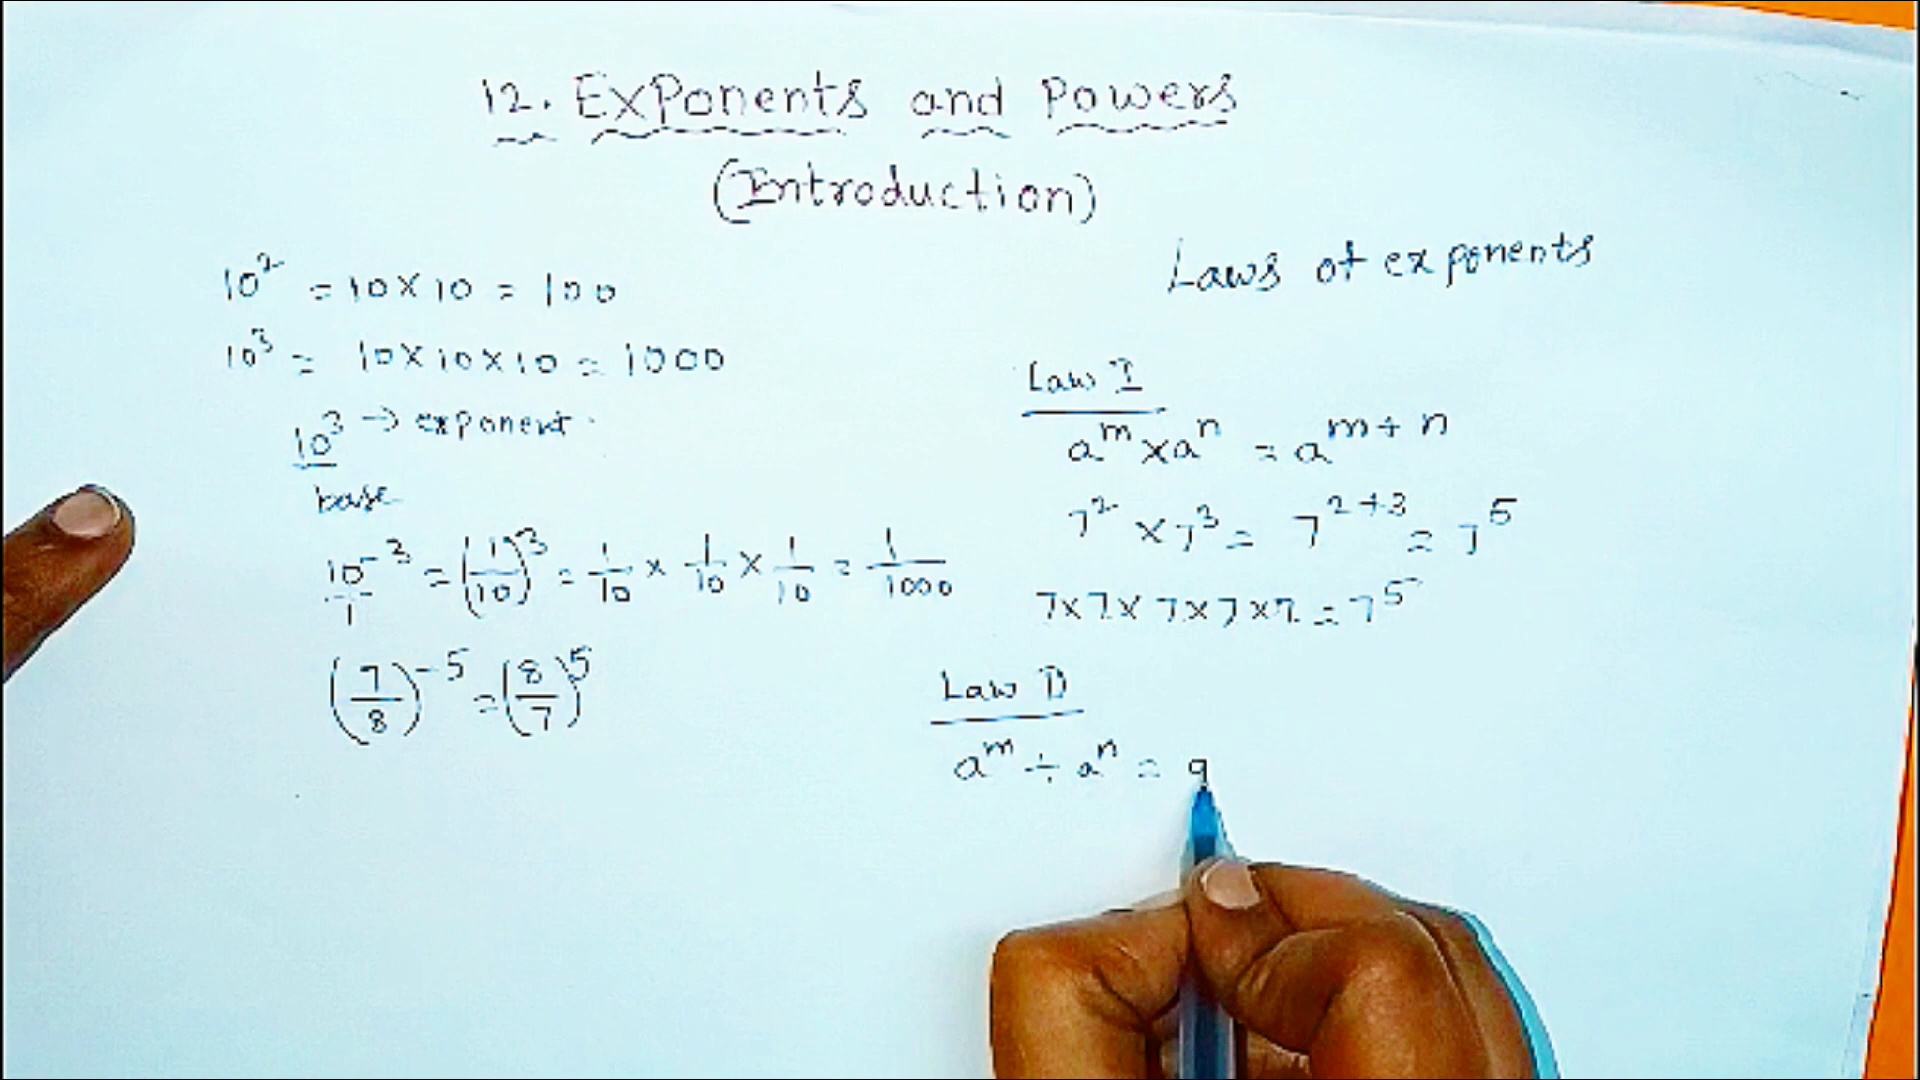 12. Exponents and Powers
(Introduction)
10² = 10 × 10 = 100
10³ = 10 × 10 × 10 = 1000
10³ → exponent
base
10⁻³/1 = (1/10)³ = 1/10 × 1/10 × 1/10 = 1/1000
(7/8)⁻⁵ = (8/7)⁵
Laws of exponents
Law I
aᵐ × aⁿ = aᵐ⁺ⁿ
7² × 7³ = 7²⁺³ = 7⁵
7 × 7 × 7 × 7 × 7 = 7⁵
Law II
aᵐ ÷ aⁿ = a